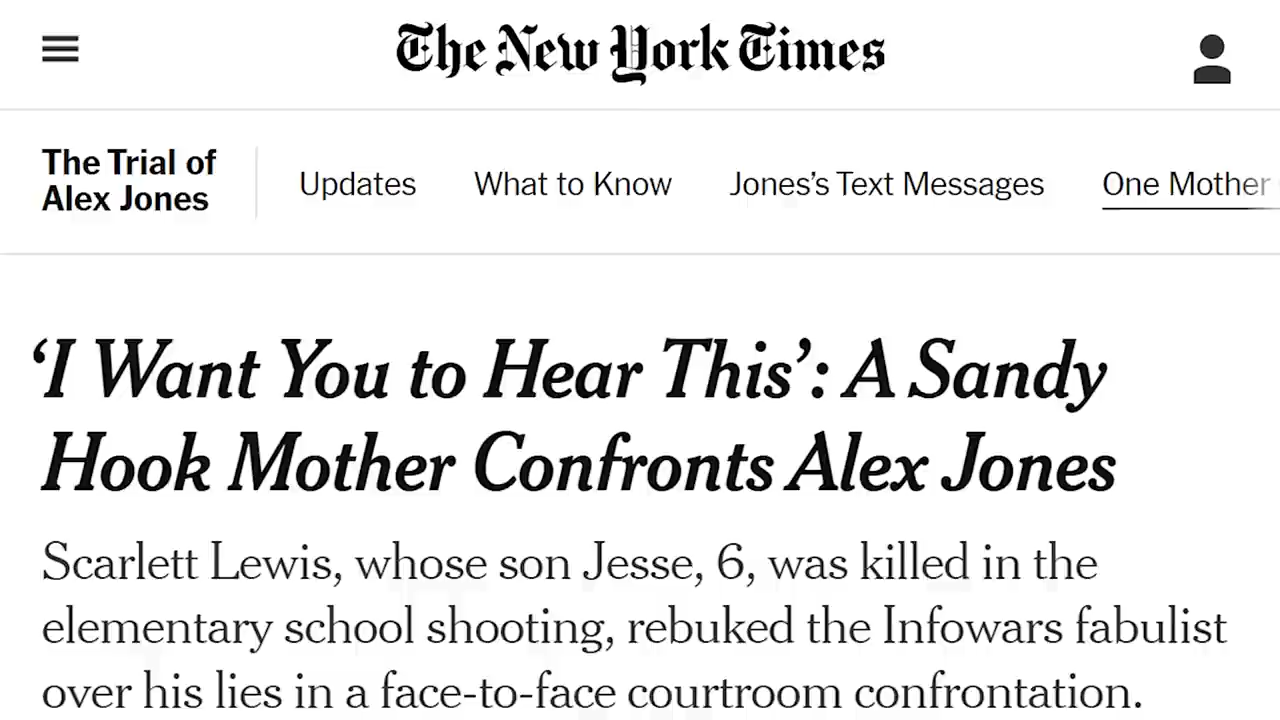 The New York Times
The Trial of
Alex Jones
Updates
What to Know
Jones’s Text Messages
One Mother
‘I Want You to Hear This’: A Sandy
Hook Mother Confronts Alex Jones
Scarlett Lewis, whose son Jesse, 6, was killed in the
elementary school shooting, rebuked the Infowars fabulist
over his lies in a face-to-face courtroom confrontation.